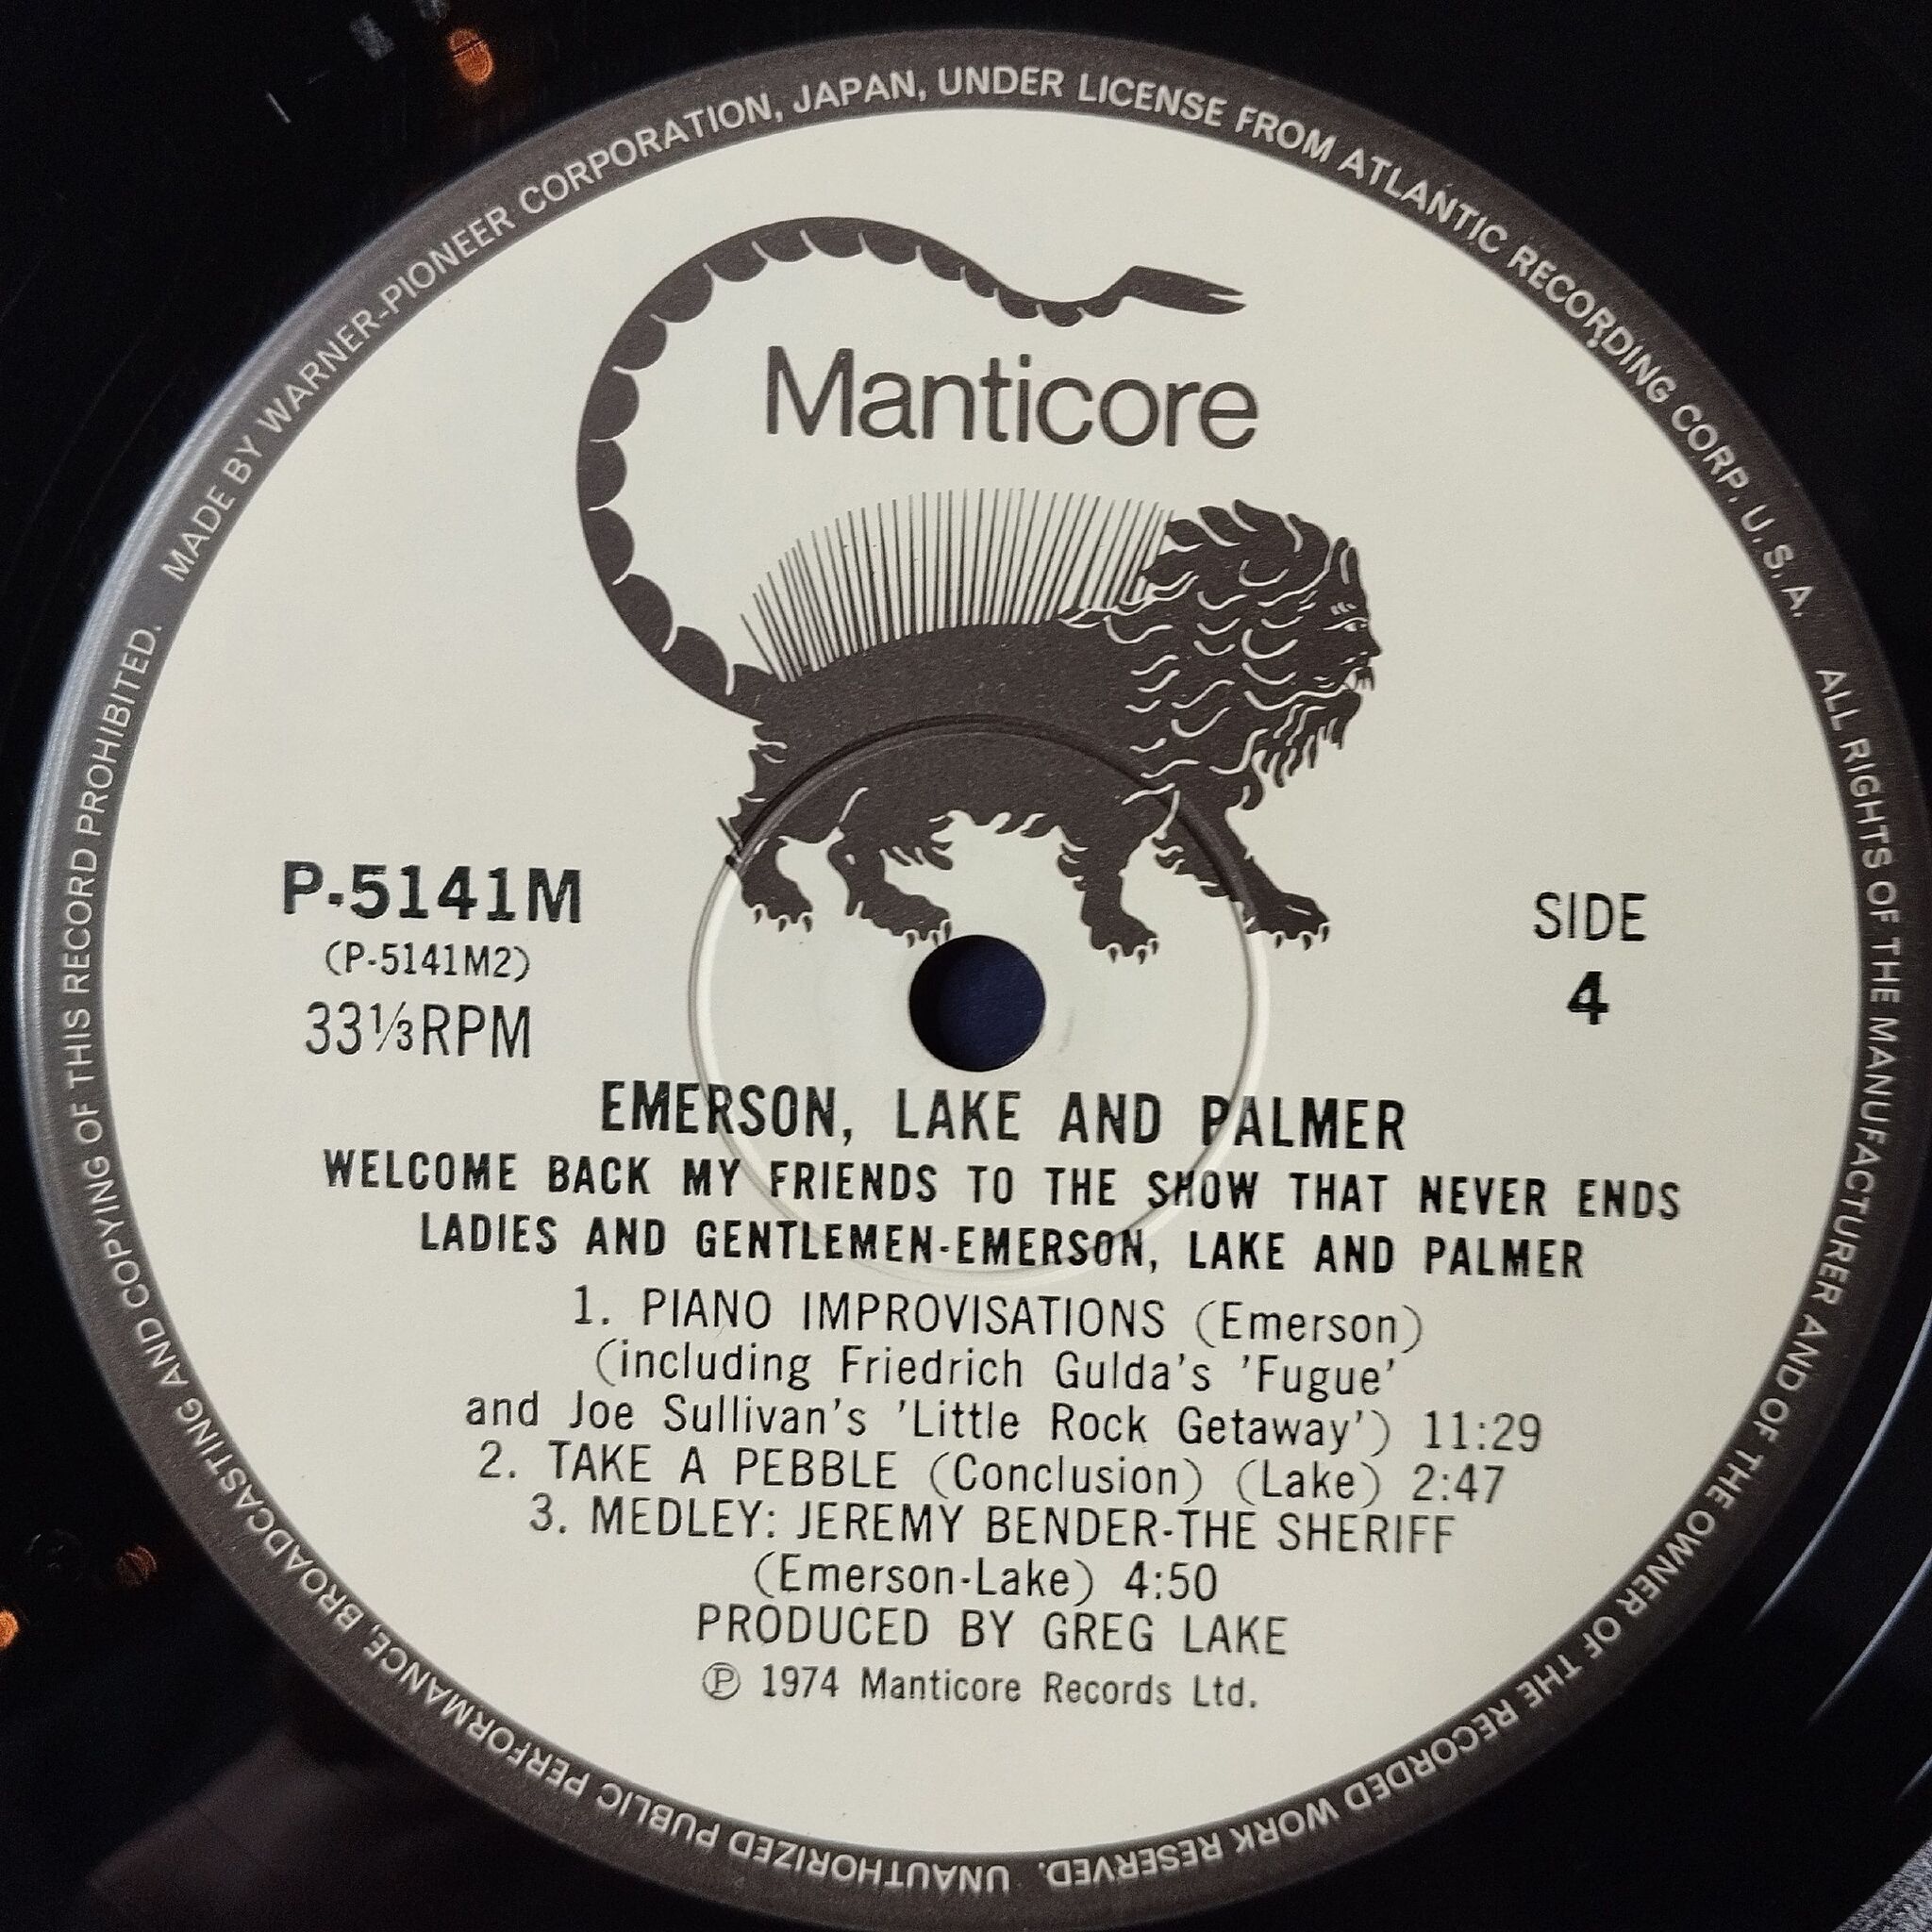 MADE BY WARNER-PIONEER CORPORATION, JAPAN, UNDER LICENSE FROM ATLANTIC RECORDING CORP. U.S.A. ALL RIGHTS OF THE MANUFACTURER AND OF THE OWNER OF THE RECORDED WORK RESERVED. UNAUTHORIZED PUBLIC PERFORMANCE, BROADCASTING AND COPYING OF THIS RECORD PROHIBITED.
Manticore
P-5141M
(P-5141M2)
33⅓RPM
SIDE
4
EMERSON, LAKE AND PALMER
WELCOME BACK MY FRIENDS TO THE SHOW THAT NEVER ENDS
LADIES AND GENTLEMEN-EMERSON, LAKE AND PALMER
1. PIANO IMPROVISATIONS (Emerson)
(including Friedrich Gulda's 'Fugue'
and Joe Sullivan's 'Little Rock Getaway') 11:29
2. TAKE A PEBBLE (Conclusion) (Lake) 2:47
3. MEDLEY: JEREMY BENDER-THE SHERIFF
(Emerson-Lake) 4:50
PRODUCED BY GREG LAKE
℗ 1974 Manticore Records Ltd.